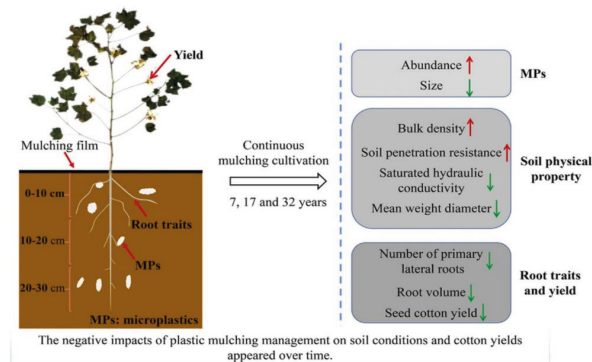 Yield
Mulching film
0-10 cm
Root traits
10-20 cm
MPs
20-30 cm
MPs: microplastics
Continuous
mulching cultivation
7, 17 and 32 years
Abundance
Size
MPs
Bulk density
Soil penetration resistance
Saturated hydraulic
conductivity
Mean weight diameter
Soil physical
property
Number of primary
lateral roots
Root volume
Seed cotton yield
Root traits
and yield
The negative impacts of plastic mulching management on soil conditions and cotton yields
appeared over time.